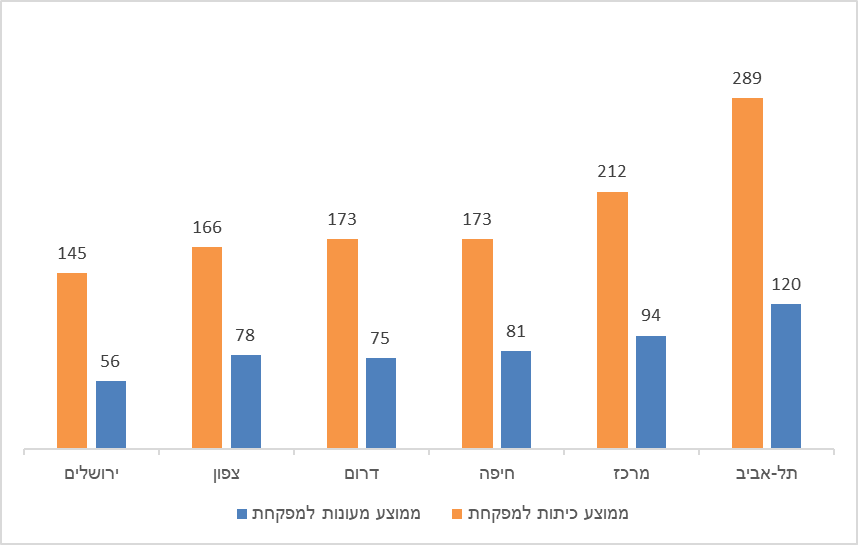 289
212
173
173
166
145
120
94
81
75
78
56
תל-אביב
מרכז
חיפה
דרום
צפון
ירושלים
ממוצע כיתות למפקחת
ממוצע מעונות למפקחת